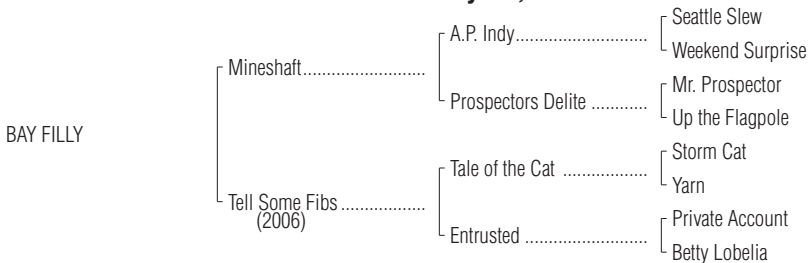 Seattle Slew
A.P. Indy
Weekend Surprise
Mineshaft
Mr. Prospector
Prospectors Delite
Up the Flagpole
BAY FILLY
Storm Cat
Tale of the Cat
Yarn
Tell Some Fibs
(2006)
Private Account
Entrusted
Betty Lobelia